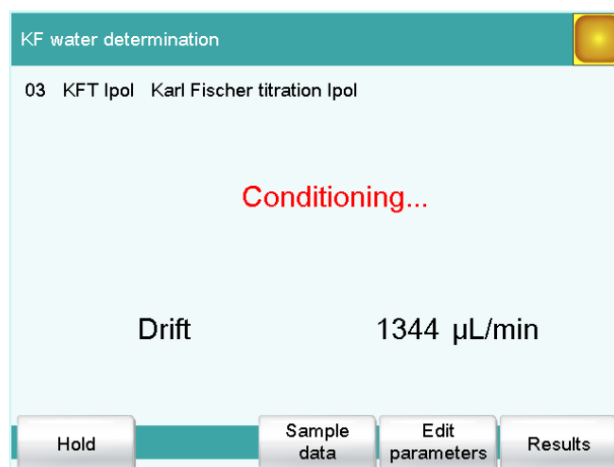 KF water determination
03 KFT Ipol Karl Fischer titration Ipol
Conditioning...
Drift 1344 µL/min
Hold
Sample
data
Edit
parameters
Results